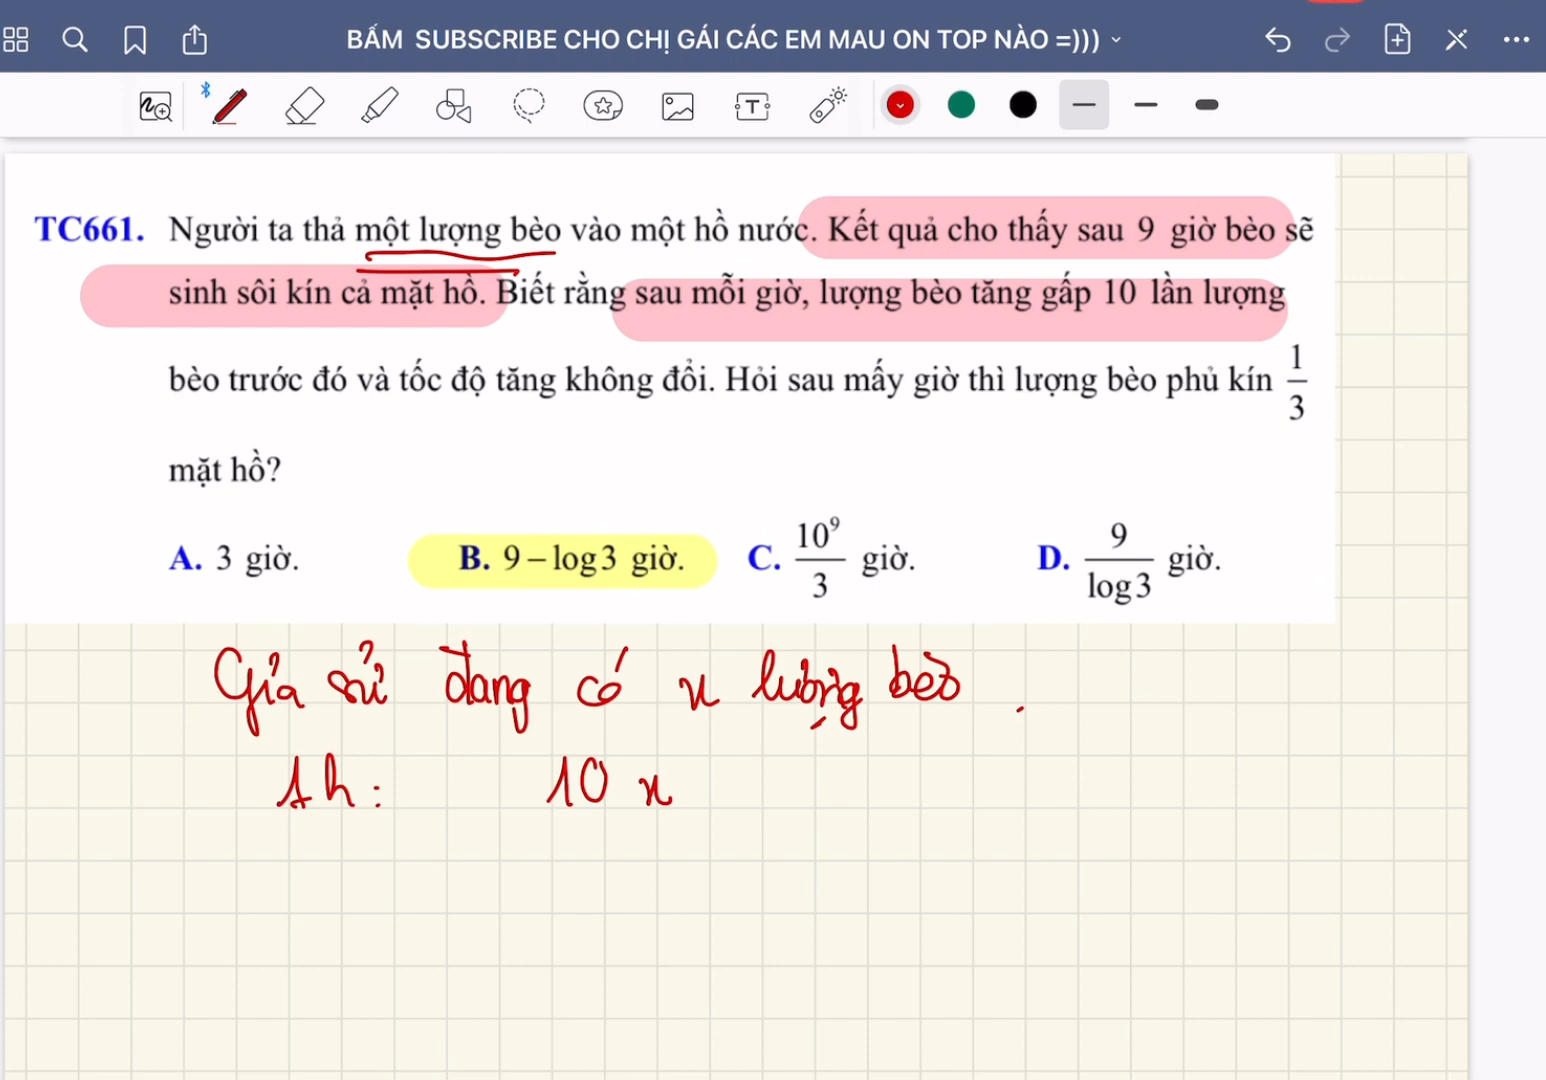 BẤM SUBSCRIBE CHO CHỊ GÁI CÁC EM MAU ON TOP NÀO =)))
TC661. Người ta thả một lượng bèo vào một hồ nước. Kết quả cho thấy sau 9 giờ bèo sẽ
sinh sôi kín cả mặt hồ. Biết rằng sau mỗi giờ, lượng bèo tăng gấp 10 lần lượng
bèo trước đó và tốc độ tăng không đổi. Hỏi sau mấy giờ thì lượng bèo phủ kín 1/3
mặt hồ?
A. 3 giờ. B. 9 – log3 giờ. C. 10⁹/3 giờ. D. 9/log3 giờ.
Giả sử đang có x lượng bèo.
1h: 10 x